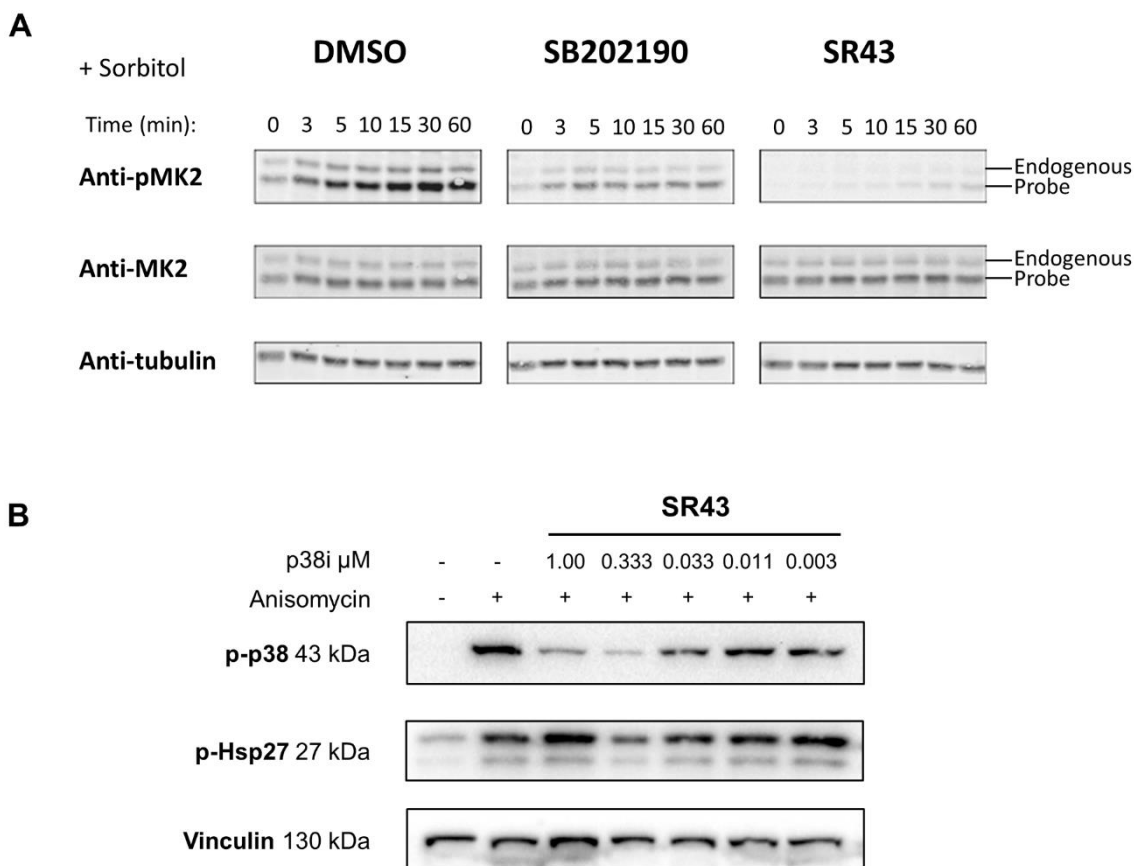 A
DMSO SB202190 SR43
+ Sorbitol
Time (min): 0 3 5 10 15 30 60 0 3 5 10 15 30 60 0 3 5 10 15 30 60
Anti-pMK2 Endogenous
Probe
Anti-MK2 Endogenous
Probe
Anti-tubulin
B
SR43
p38i µM - - 1.00 0.333 0.033 0.011 0.003
Anisomycin - + + + + + +
p-p38 43 kDa
p-Hsp27 27 kDa
Vinculin 130 kDa